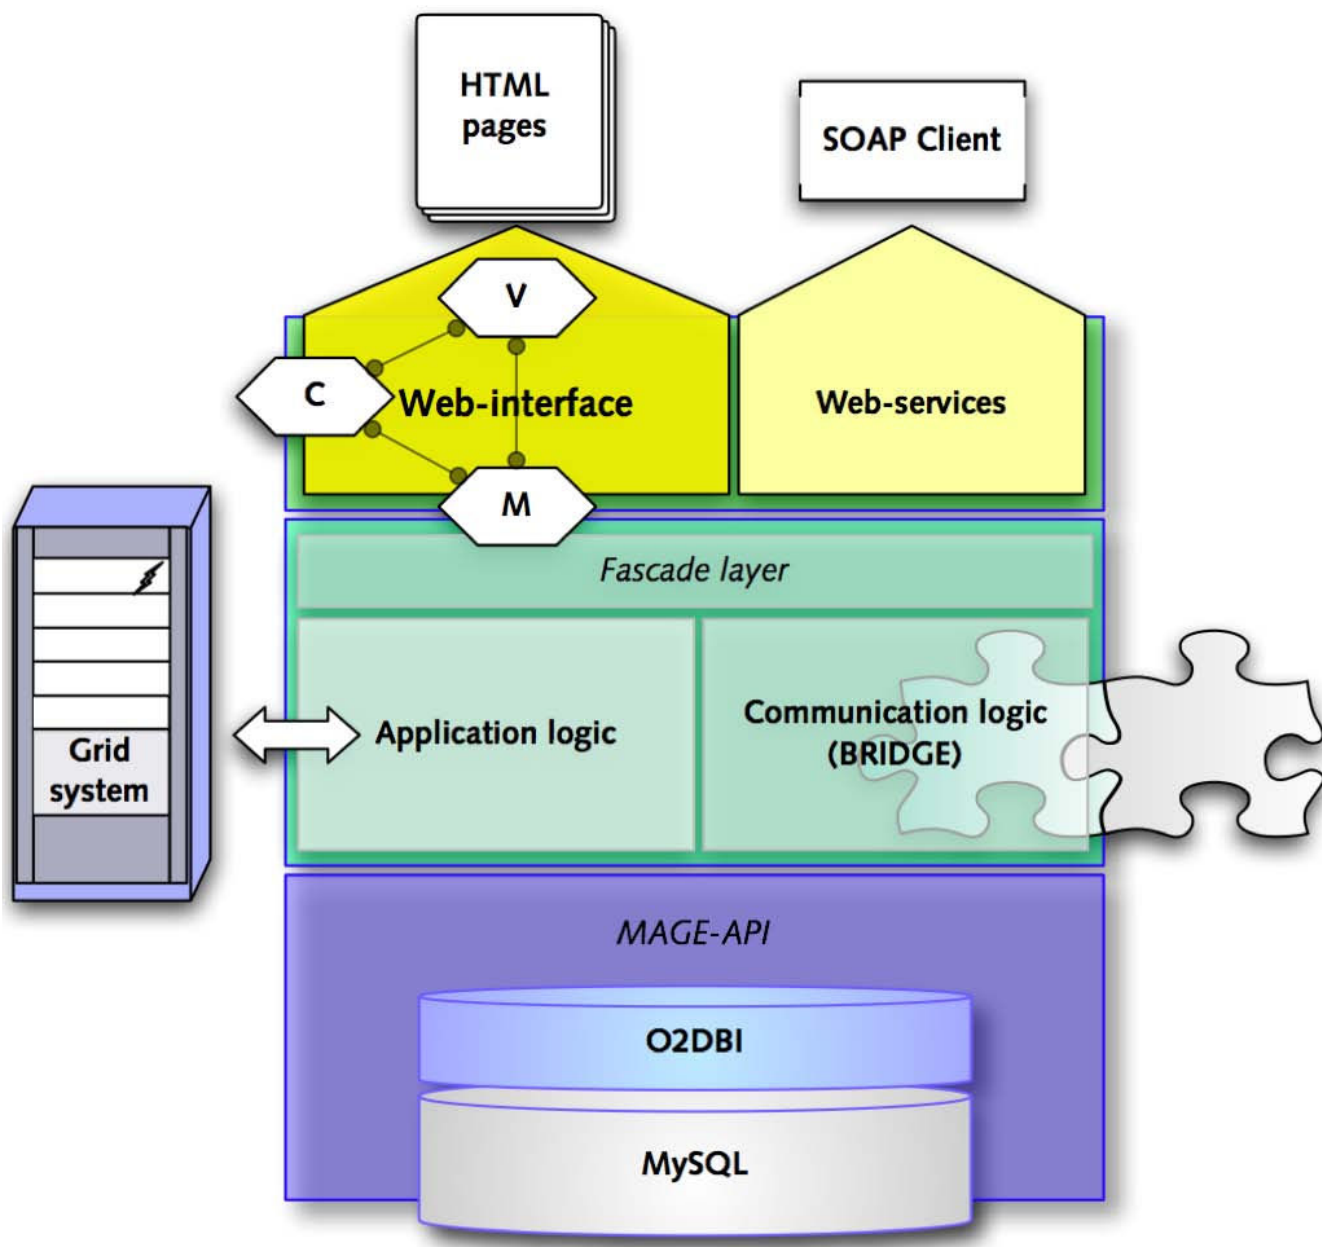 HTML
pages
SOAP Client
V
C
Web-interface
Web-services
M
Fascade layer
Grid
system
Application logic
Communication logic
(BRIDGE)
MAGE-API
O2DBI
MySQL